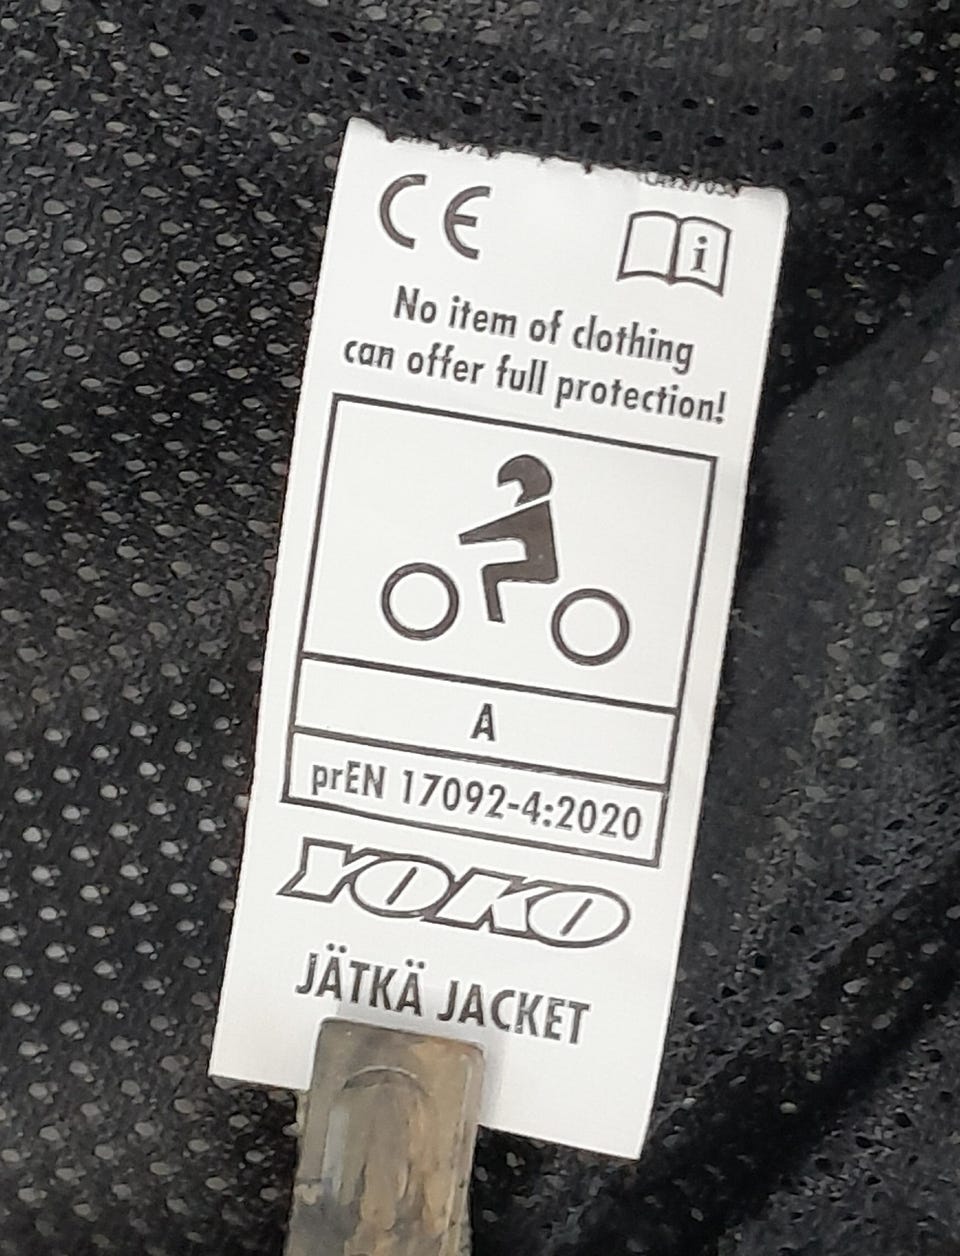 CE
i
No item of clothing
can offer full protection!
A
prEN 17092-4:2020
YOKO
JÄTKÄ JACKET